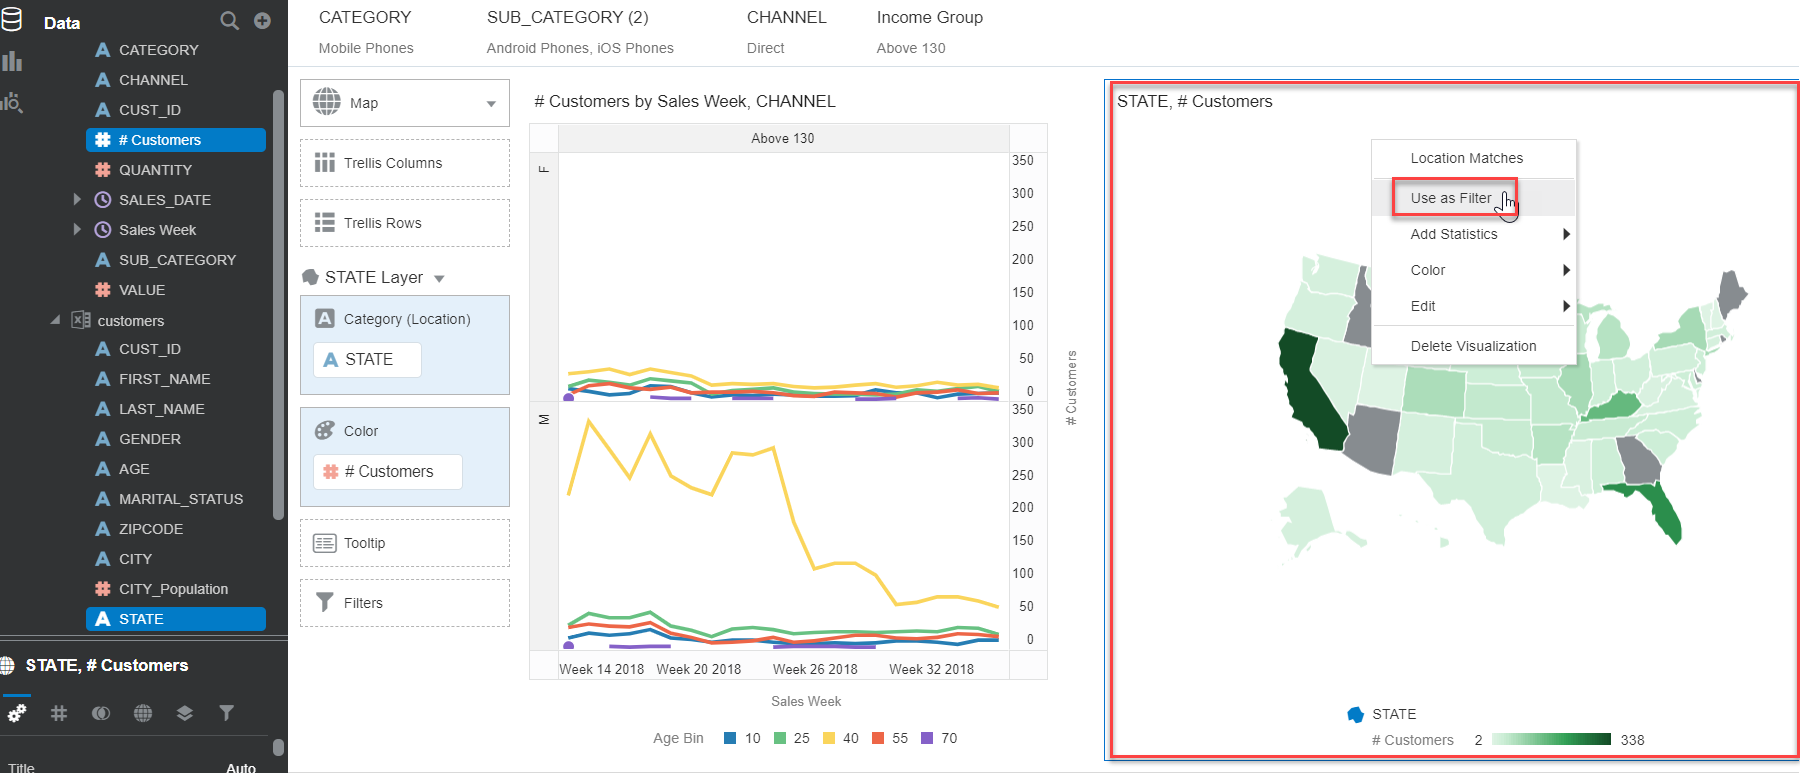 Data
CATEGORY
CHANNEL
CUST_ID
# Customers
QUANTITY
SALES_DATE
Sales Week
SUB_CATEGORY
VALUE
customers
CUST_ID
FIRST_NAME
LAST_NAME
GENDER
AGE
MARITAL_STATUS
ZIPCODE
CITY
CITY_Population
STATE
STATE, # Customers
Title Auto
CATEGORY SUB_CATEGORY (2) CHANNEL Income Group
Mobile Phones Android Phones, iOS Phones Direct Above 130
Map
Trellis Columns
Trellis Rows
STATE Layer
Category (Location)
STATE
Color
# Customers
Tooltip
Filters
# Customers by Sales Week, CHANNEL
Above 130
F
350
300
250
200
150
100
50
0
M
350
300
250
200
150
100
50
0
# Customers
Week 14 2018 Week 20 2018 Week 26 2018 Week 32 2018
Sales Week
Age Bin 10 25 40 55 70
STATE, # Customers
Location Matches
Use as Filter
Add Statistics
Color
Edit
Delete Visualization
STATE
# Customers 2 338